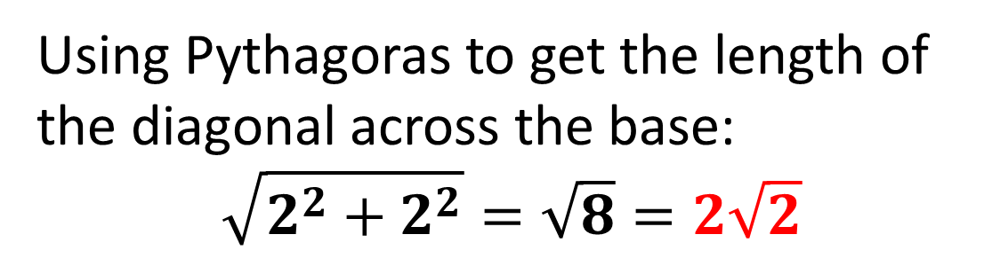 Using Pythagoras to get the length of
the diagonal across the base:
√(2² + 2²) = √8 = 2√2